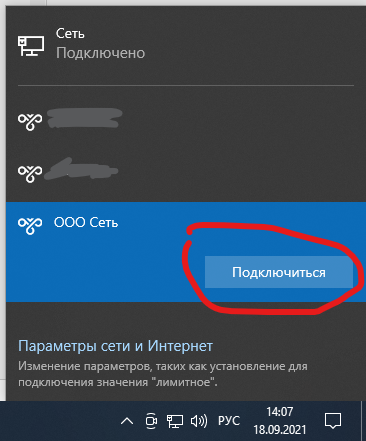 Сеть
Подключено
ООО Сеть
Подключиться
Параметры сети и Интернет
Изменение параметров, таких как установление для
подключения значения "лимитное".
РУС
14:07
18.09.2021